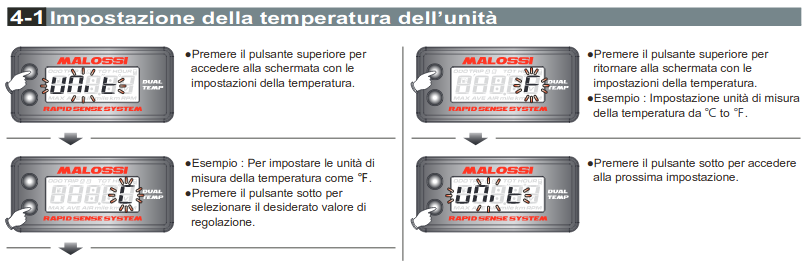 4-1 Impostazione della temperatura dell'unità
MALOSSI
UNIt
DUAL
TEMP
RAPID SENSE SYSTEM
●Premere il pulsante superiore per
accedere alla schermata con le
impostazioni della temperatura.
MALOSSI
DUAL
TEMP
RAPID SENSE SYSTEM
●Esempio : Per impostare le unità di
misura della temperatura come ℉.
●Premere il pulsante sotto per
selezionare il desiderato valore di
regolazione.
MALOSSI
F
DUAL
TEMP
RAPID SENSE SYSTEM
●Premere il pulsante superiore per
ritornare alla schermata con le
impostazioni della temperatura.
●Esempio : Impostazione unità di misura
della temperatura da ℃ to ℉.
MALOSSI
UNIt
DUAL
TEMP
RAPID SENSE SYSTEM
●Premere il pulsante sotto per accedere
alla prossima impostazione.